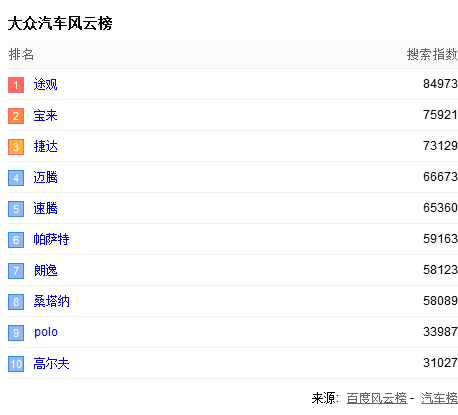 大众汽车风云榜
排名 搜索指数
1 途观 84973
2 宝来 75921
3 捷达 73129
4 迈腾 66673
5 速腾 65360
6 帕萨特 59163
7 朗逸 58123
8 桑塔纳 58089
9 polo 33987
10 高尔夫 31027
来源: 百度风云榜 - 汽车榜